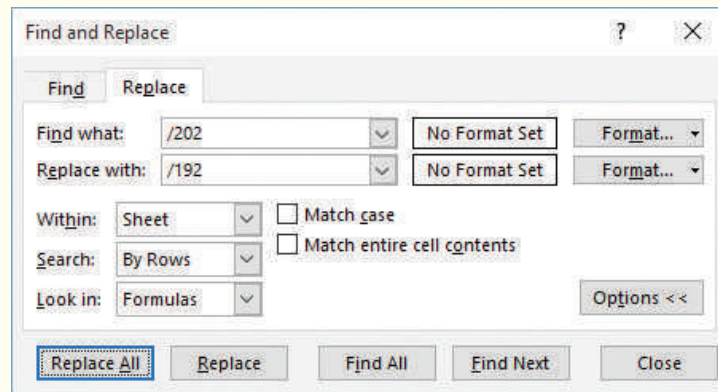 Find and Replace ? ×
Find Replace
Find what: /202 No Format Set Format...
Replace with: /192 No Format Set Format...
Within: Sheet Match case
Match entire cell contents
Search: By Rows
Look in: Formulas Options <<
Replace All Replace Find All Find Next Close